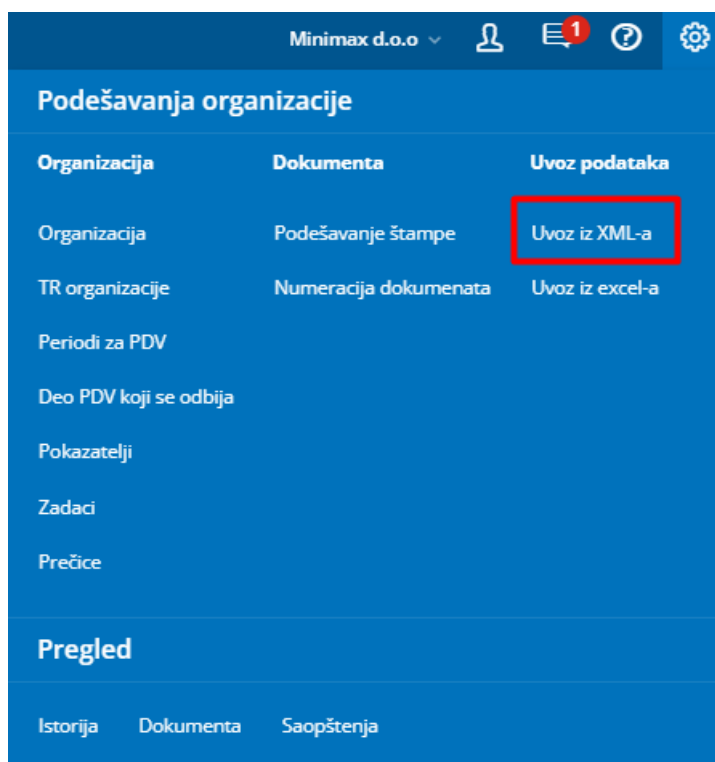 Minimax d.o.o 1
Podešavanja organizacije
Organizacija Dokumenta Uvoz podataka
Organizacija Podešavanje štampe Uvoz iz XML-a
TR organizacije Numeracija dokumenata Uvoz iz excel-a
Periodi za PDV
Deo PDV koji se odbija
Pokazatelji
Zadaci
Prečice
Pregled
Istorija Dokumenta Saopštenja